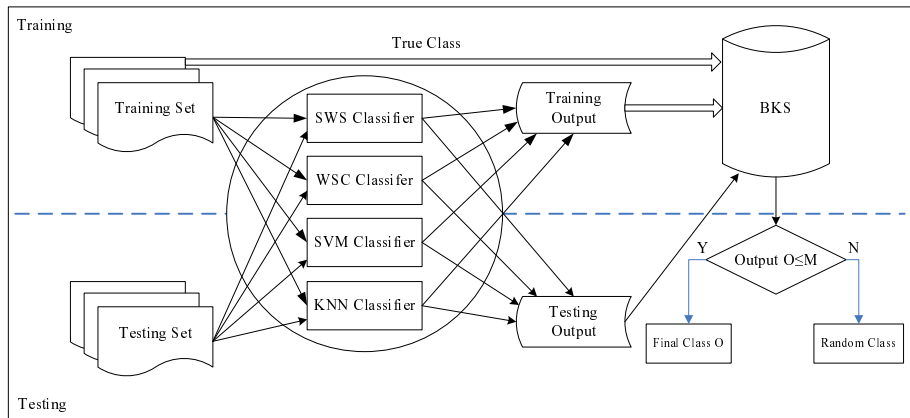 Training
True Class
Training Set
SWS Classifier
Training
Output
BKS
WSC Classifer
SVM Classifier
Y
Output O≤M
N
Testing Set
KNN Classifier
Testing
Output
Final Class O
Random Class
Testing